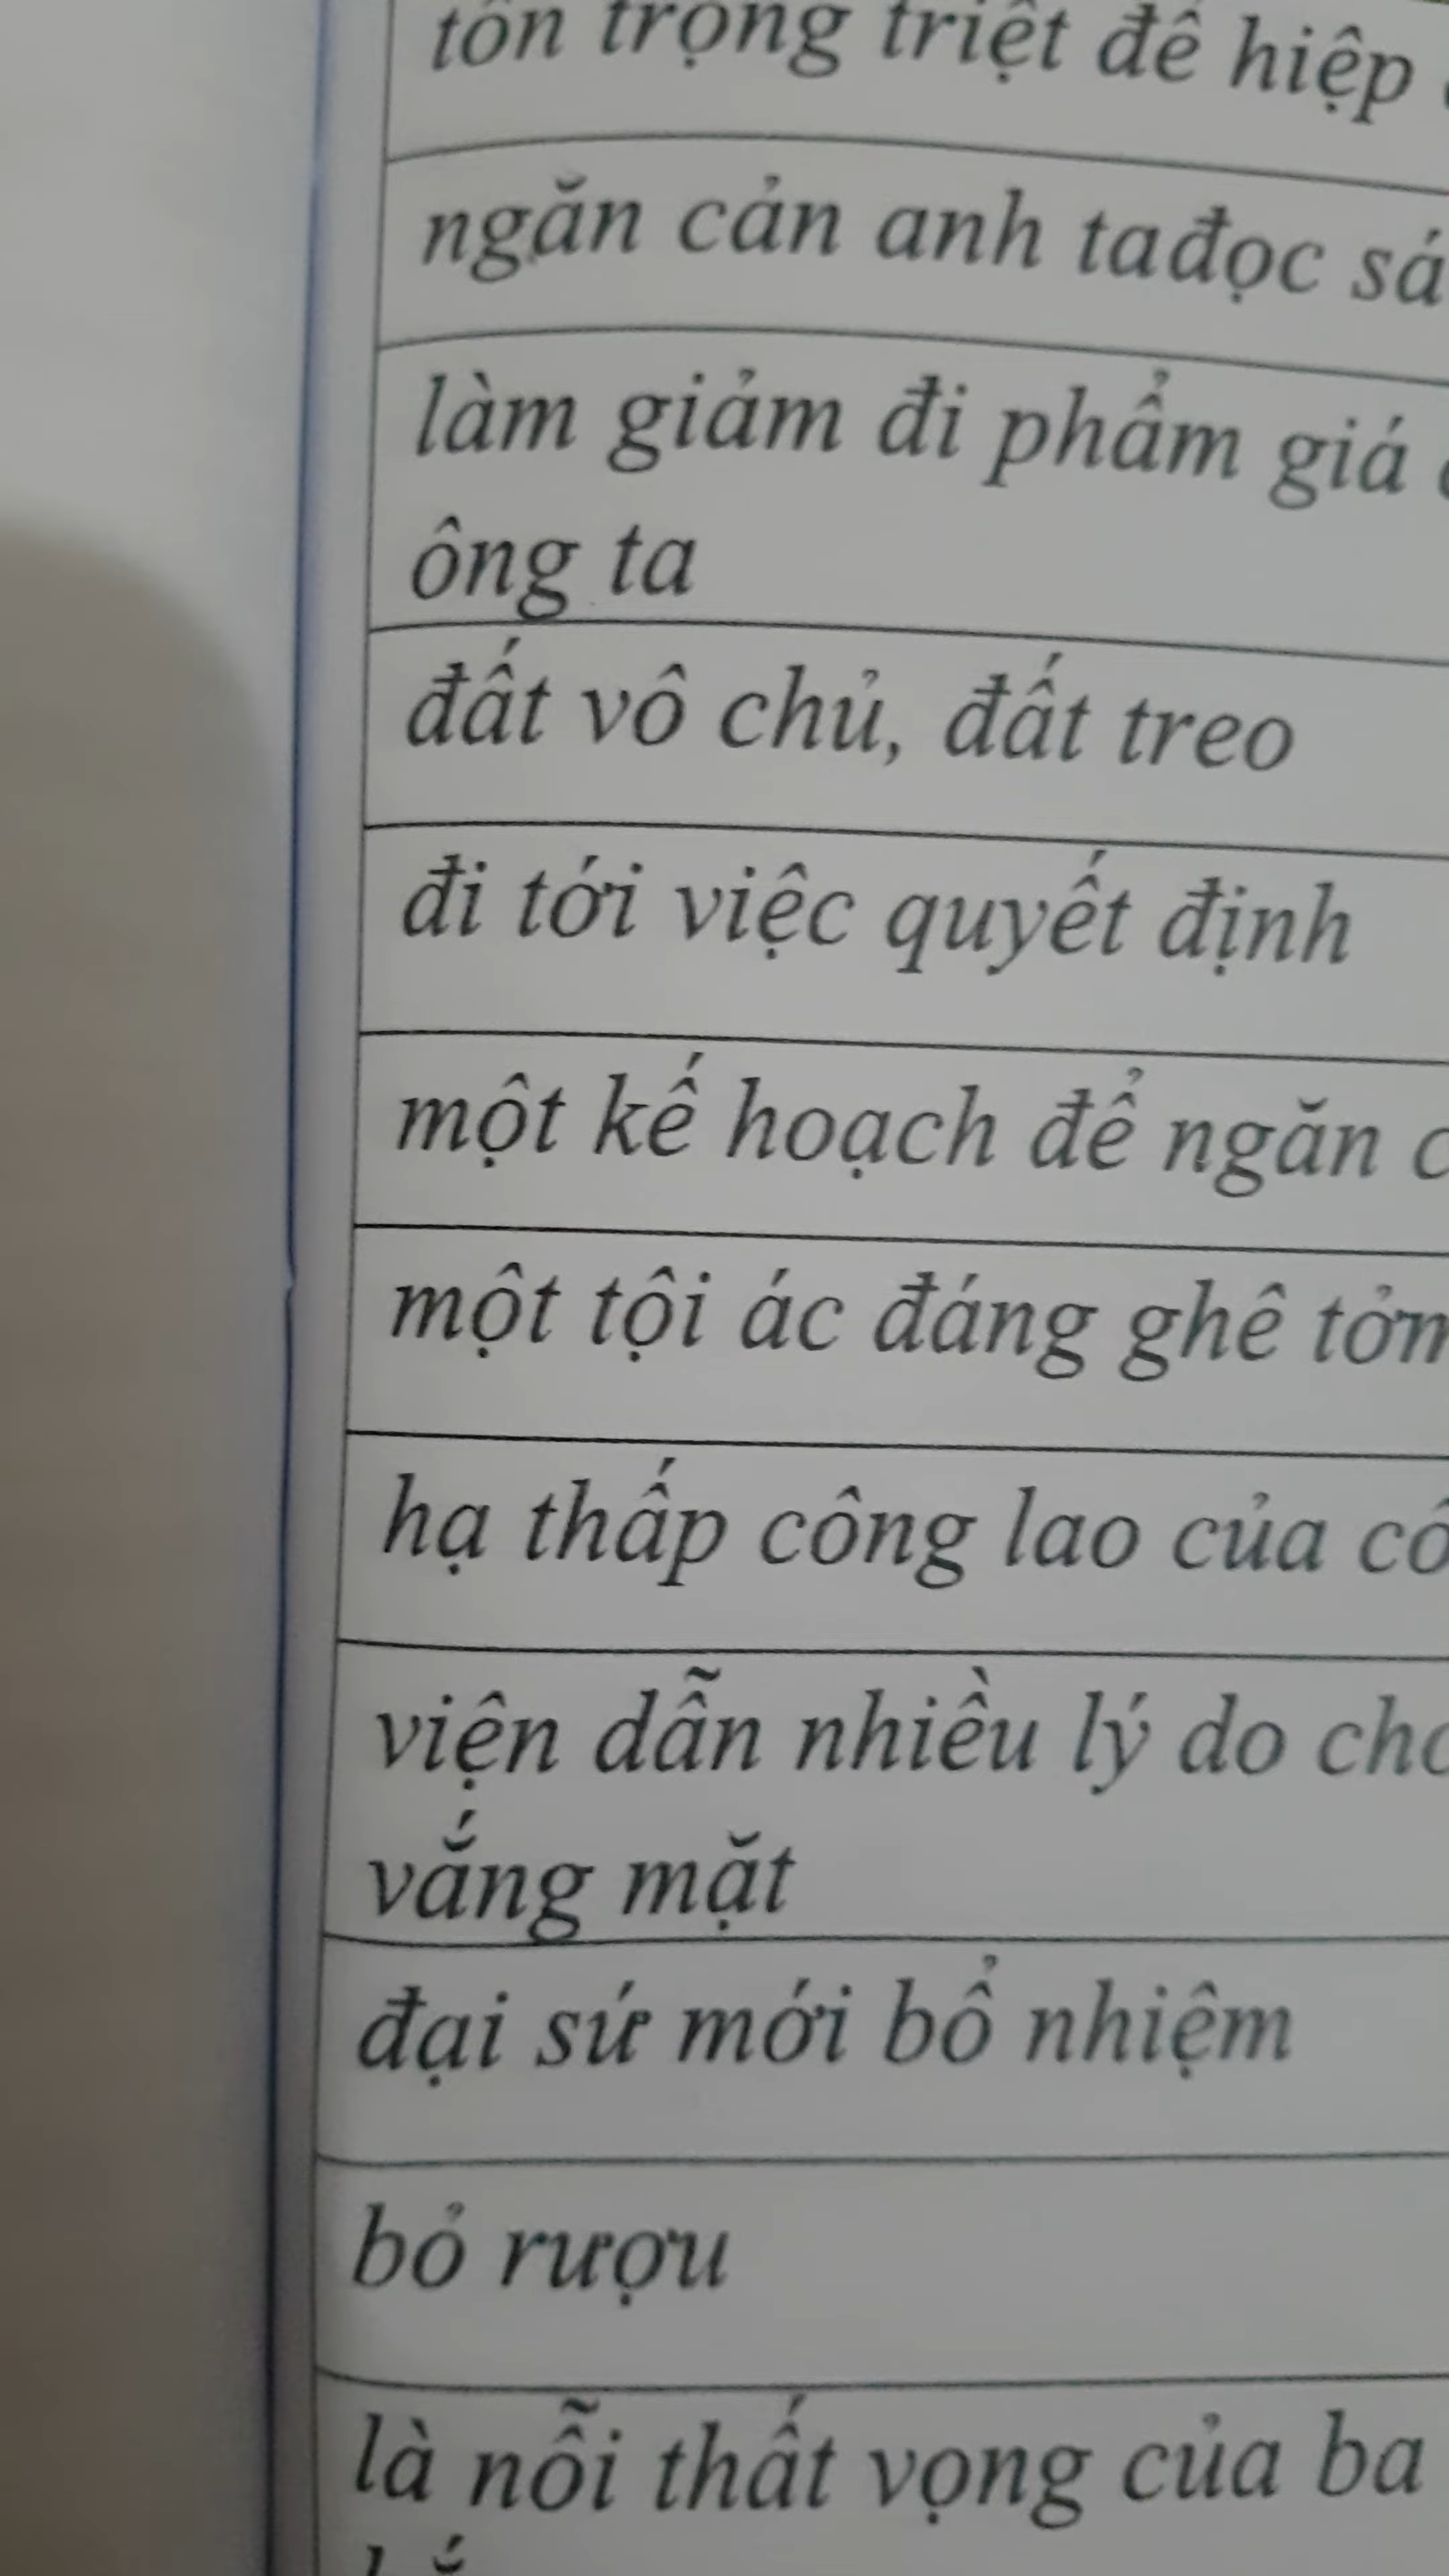 tôn trọng triệt để hiệp
ngăn cản anh tađọc
làm giảm đi phẩm giá
ông ta
đất vô chủ, đất treo
đi tới việc quyết định
một kế hoạch để ngăn
một tội ác đáng ghê tởm
hạ thấp công lao của
viện dẫn nhiều lý do
vắng mặt
đại sứ mới bổ nhiệm
bỏ rượu
là nỗi thất vọng của ba